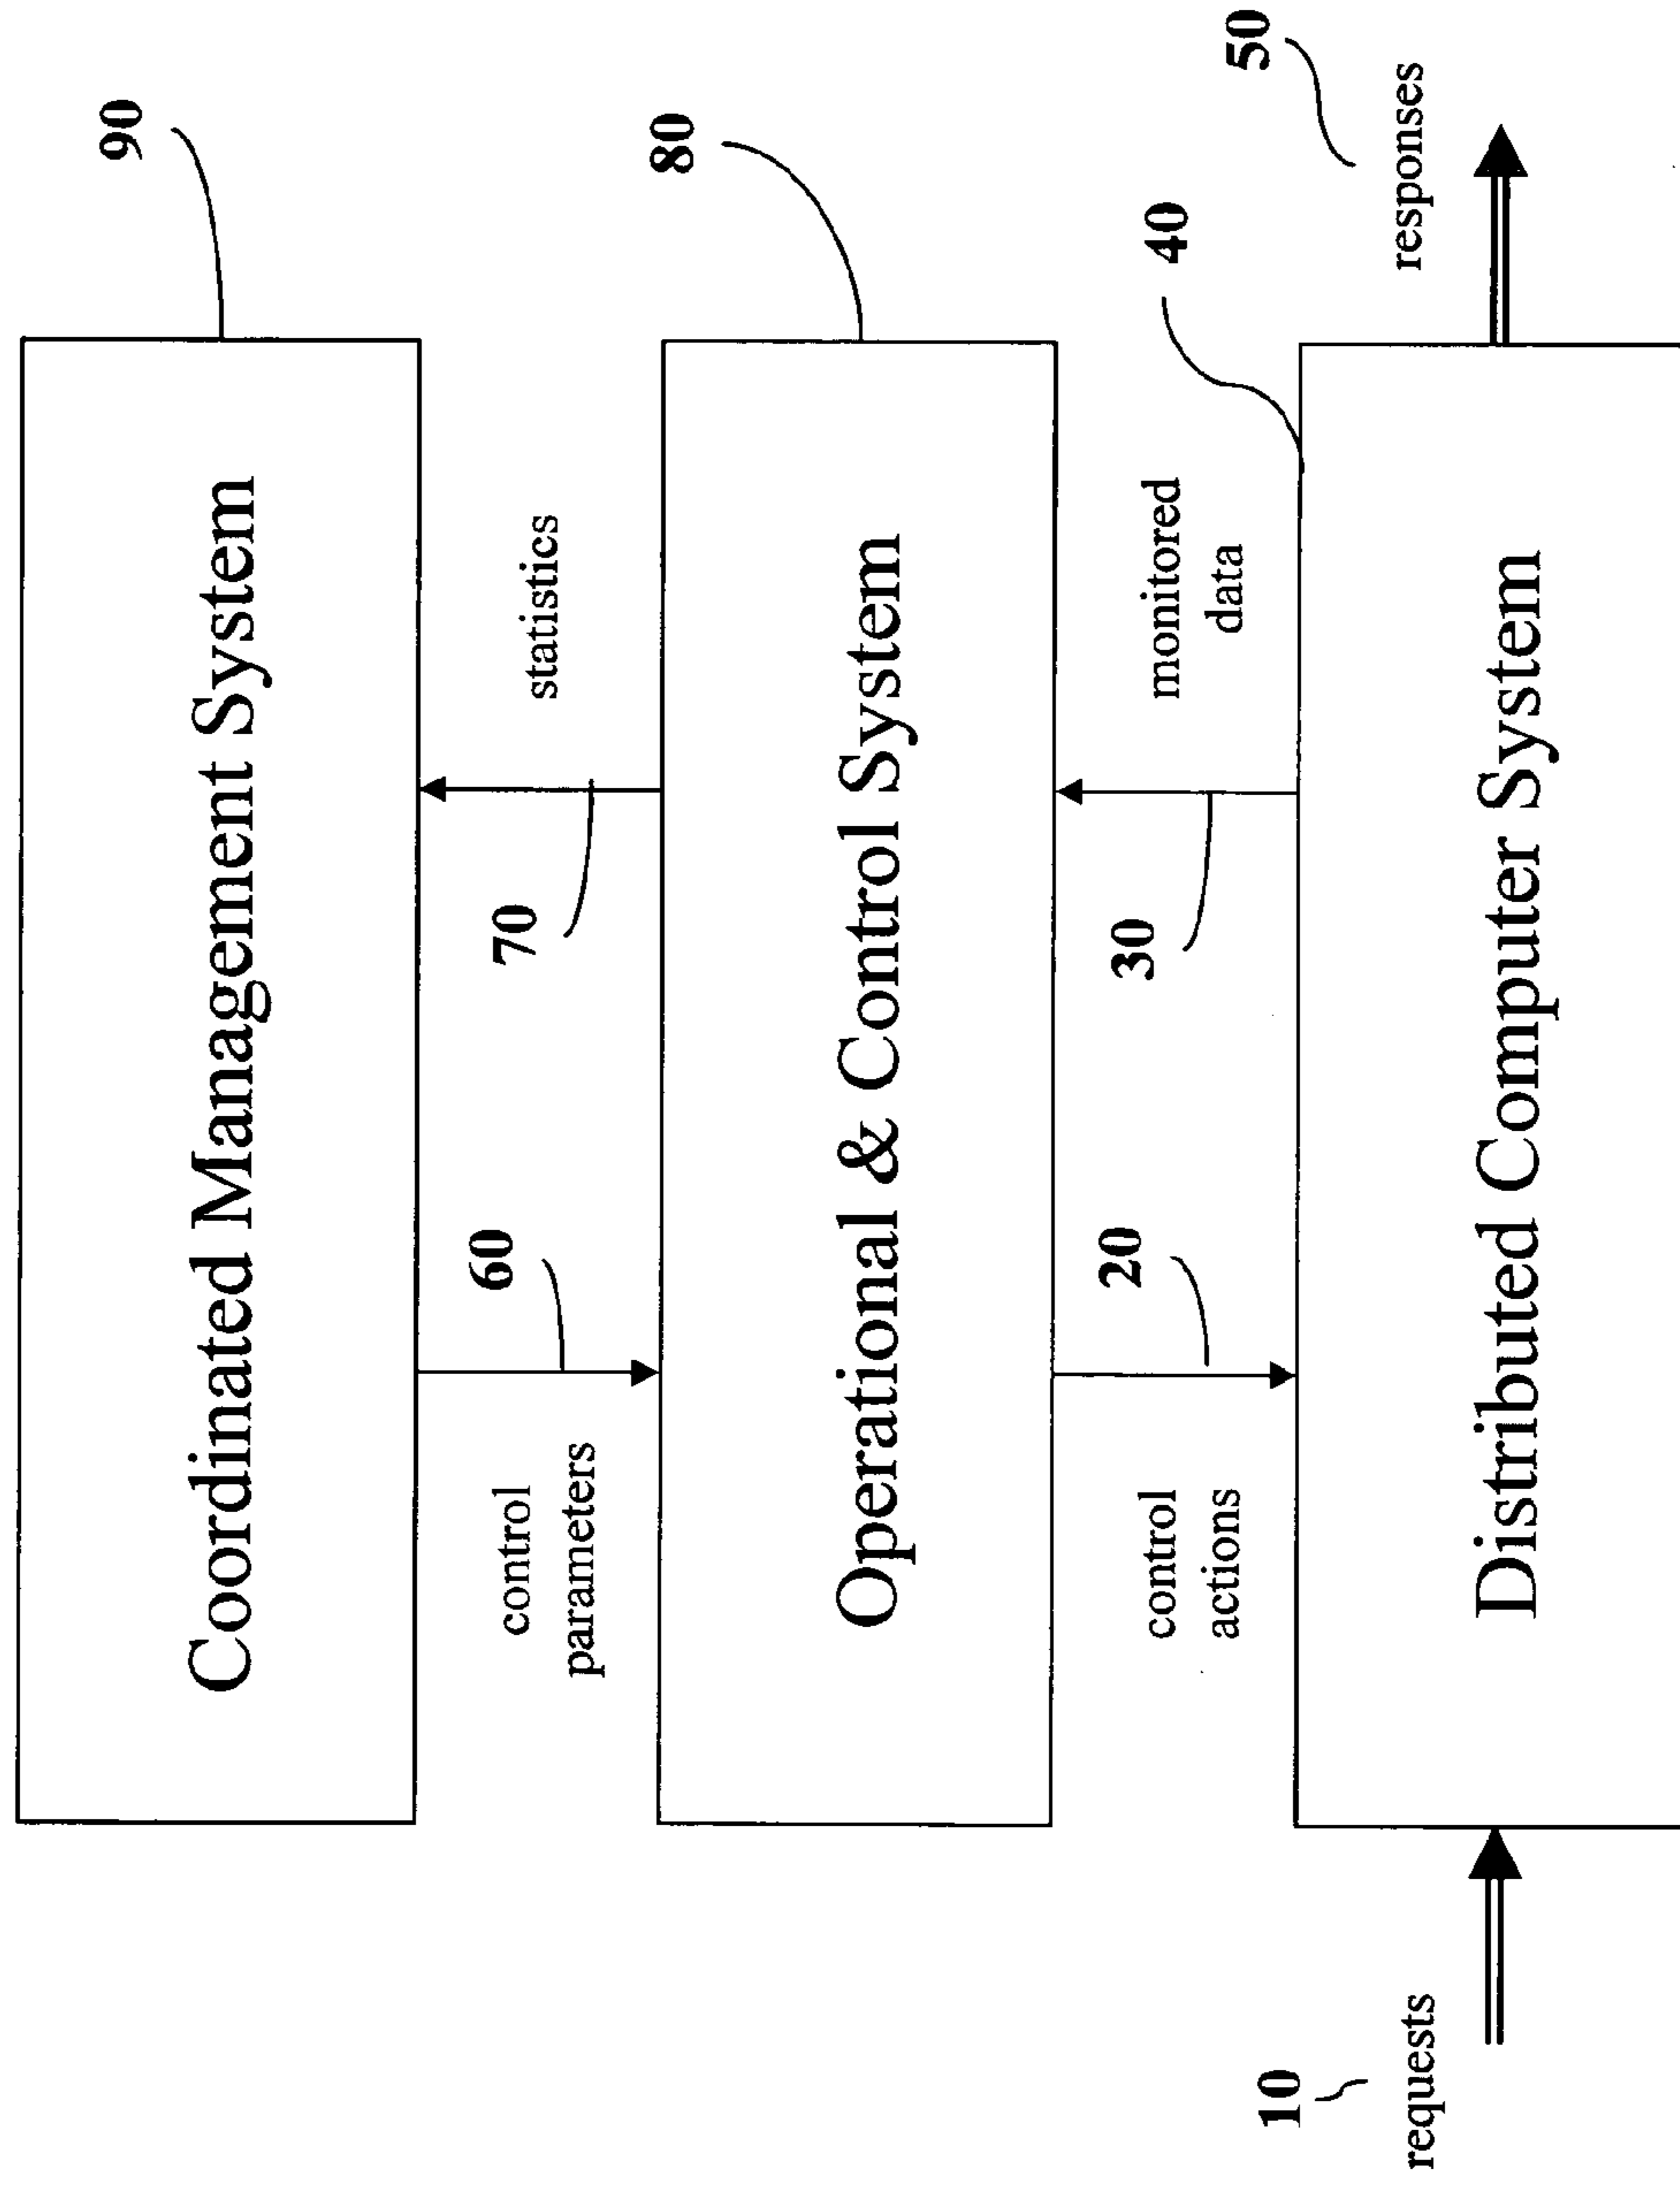 90
Coordinated Management System
control
parameters
60
70
statistics
80
Operational & Control System
control
actions
20
30
monitored
data
40
50
10
requests
responses
Distributed Computer System